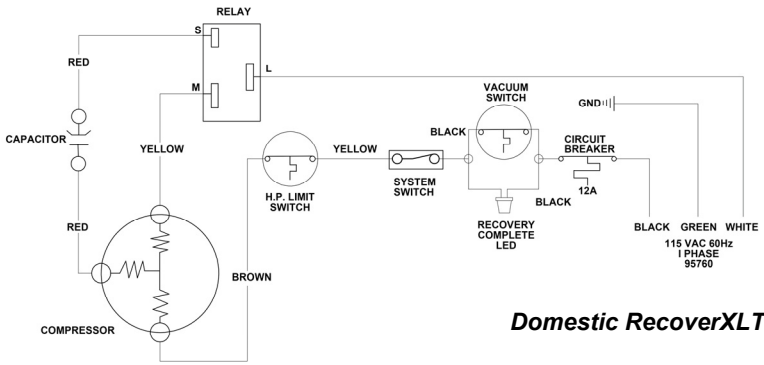 RELAY
S
RED
L
M
VACUUM
SWITCH
GND
CAPACITOR
YELLOW
YELLOW
BLACK
CIRCUIT
BREAKER
SYSTEM
SWITCH
12A
H.P. LIMIT
SWITCH
BLACK
RED
RECOVERY
COMPLETE
LED
BLACK GREEN WHITE
115 VAC 60Hz
I PHASE
95760
BROWN
COMPRESSOR
Domestic RecoverXLT